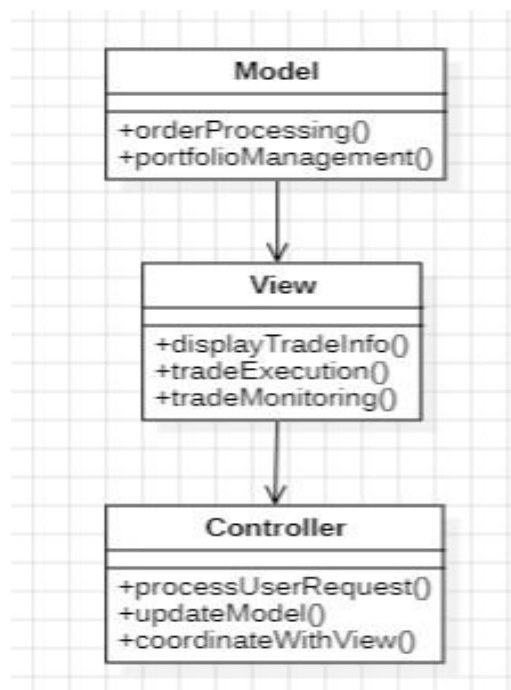 Model
+orderProcessing()
+portfolioManagement()
View
+displayTradeInfo()
+tradeExecution()
+tradeMonitoring()
Controller
+processUserRequest()
+updateModel()
+coordinateWithView()